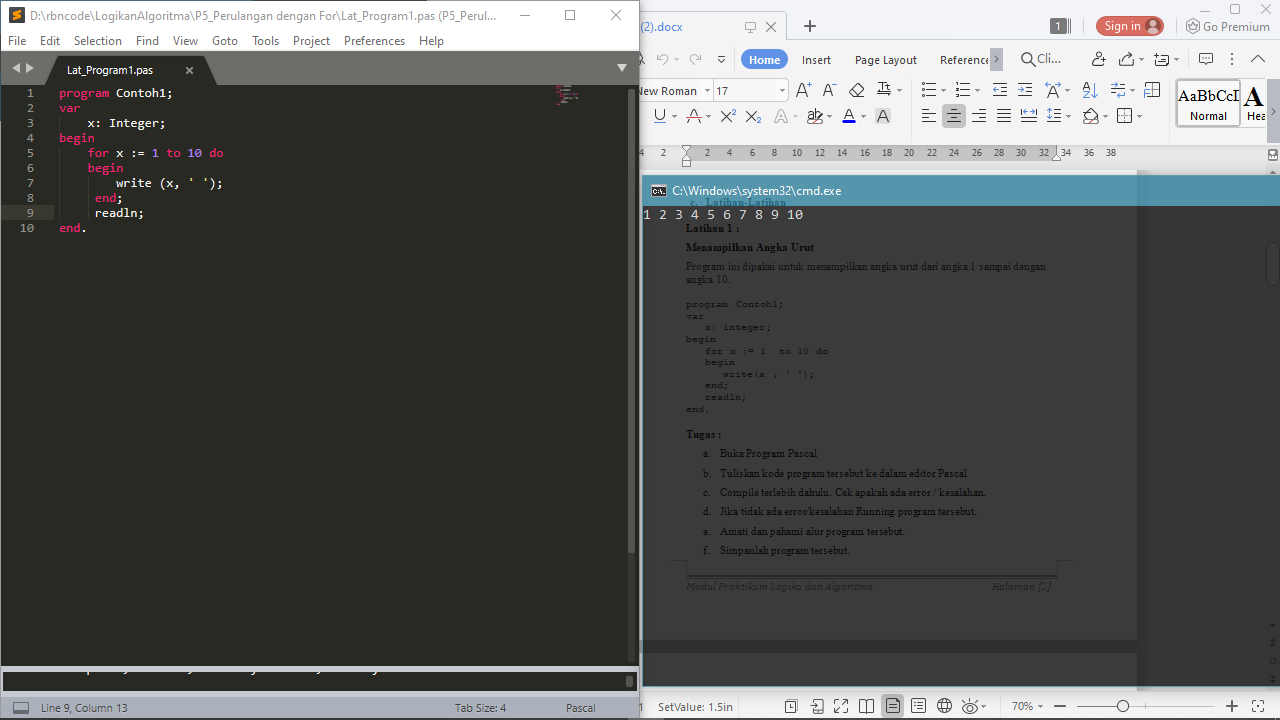 D:\rbncode\LogikanAlgoritma\P5_Perulangan dengan For\Lat_Program1.pas (P5_Perul...
File Edit Selection Find View Goto Tools Project Preferences Help
Lat_Program1.pas
1 program Contoh1;
2 var
3 x: Integer;
4 begin
5 for x := 1 to 10 do
6 begin
7 write (x, ' ');
8 end;
9 readln;
10 end.
Line 9, Column 13
Tab Size: 4
Pascal
(2).docx
1
Sign in
Go Premium
Home Insert Page Layout Reference
Cli...
New Roman 17
AaBbCcI
Normal
Hea
4 2 2 4 6 8 10 12 14 16 18 20 22 24 26 28 30 32 34 36 38
C:\Windows\system32\cmd.exe
1 2 3 4 5 6 7 8 9 10
c. Latihan-Latihan
Latihan 1 :
Menampilkan Angka Urut
Program ini dipakai untuk menampilkan angka urut dari angka 1 sampai dengan
angka 10.
program Contoh1;
var
x: integer;
begin
for x := 1 to 10 do
begin
write(x , ' ');
end;
readln;
end.
Tugas :
a. Buka Program Pascal
b. Tuliskan kode program tersebut ke dalam editor Pascal
c. Compile terlebih dahulu. Cek apakah ada error / kesalahan.
d. Jika tidak ada error/kesalahan Running program tersebut.
e. Amati dan pahami alur program tersebut.
f. Simpanlah program tersebut.
Modul Praktikum Logika dan Algoritma
Halaman [2]
1 SetValue: 1.5in
70%